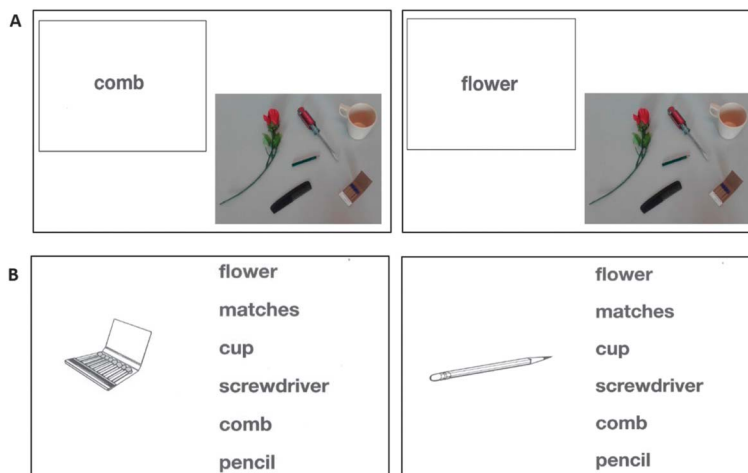 A
comb
flower
B
flower
matches
cup
screwdriver
comb
pencil
flower
matches
cup
screwdriver
comb
pencil